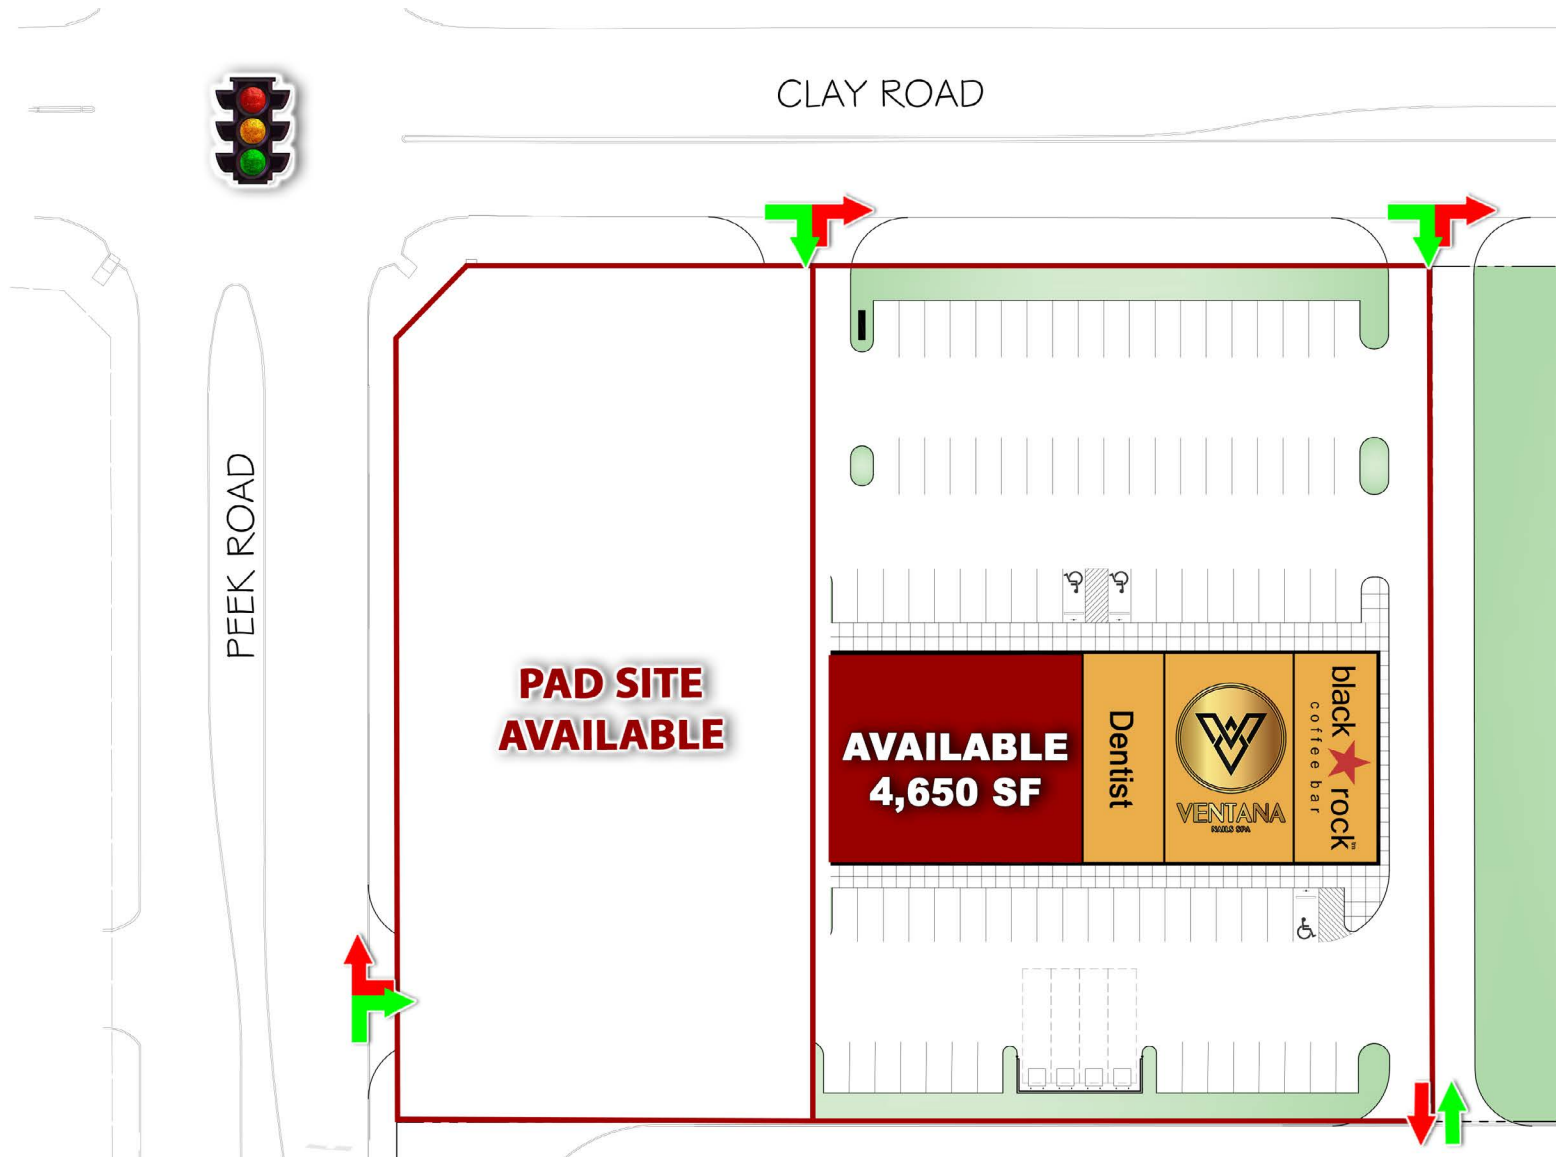 CLAY ROAD
PEEK ROAD
PAD SITE
AVAILABLE
AVAILABLE
4,650 SF
Dentist
VENTANA
NAILS SPA
black rock
coffee bar